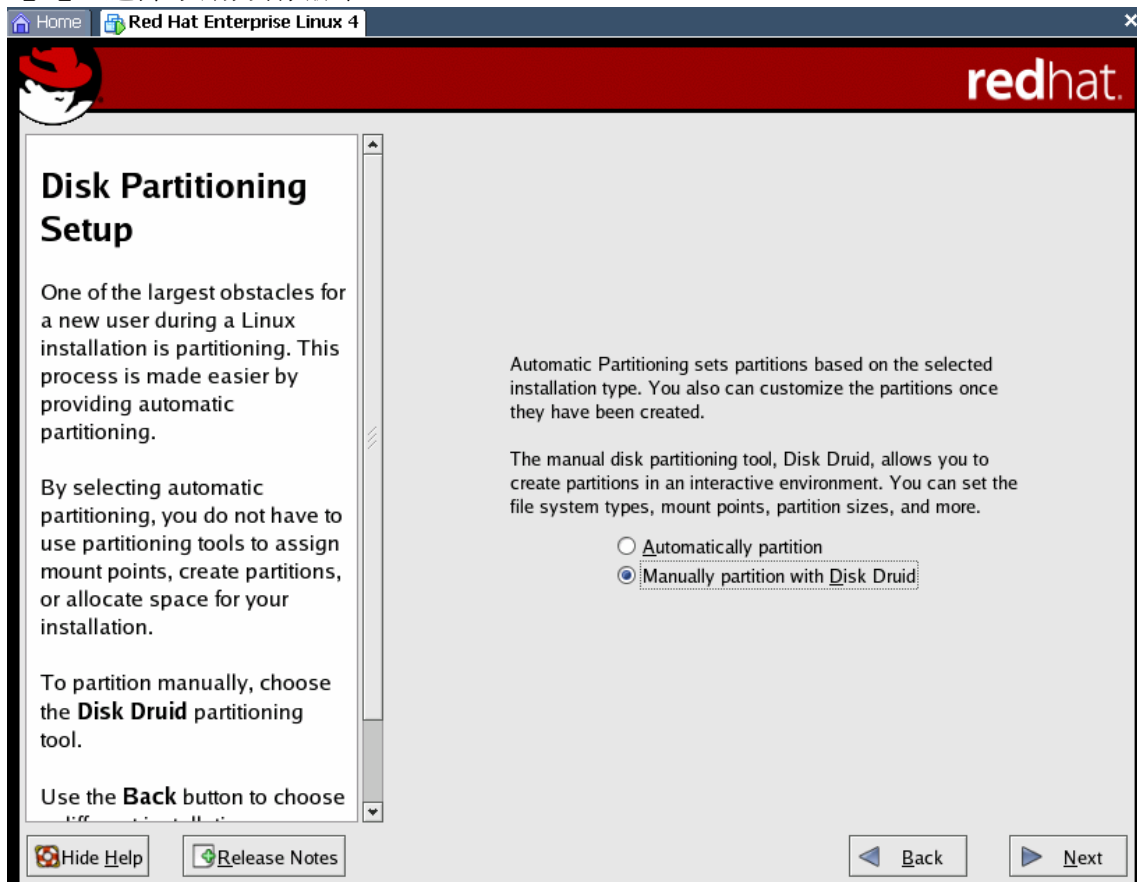 Home
Red Hat Enterprise Linux 4
redhat.
Disk Partitioning
Setup
One of the largest obstacles for
a new user during a Linux
installation is partitioning. This
process is made easier by
providing automatic
partitioning.
By selecting automatic
partitioning, you do not have to
use partitioning tools to assign
mount points, create partitions,
or allocate space for your
installation.
To partition manually, choose
the Disk Druid partitioning
tool.
Use the Back button to choose
Automatic Partitioning sets partitions based on the selected
installation type. You also can customize the partitions once
they have been created.
The manual disk partitioning tool, Disk Druid, allows you to
create partitions in an interactive environment. You can set the
file system types, mount points, partition sizes, and more.
Automatically partition
Manually partition with Disk Druid
Hide Help
Release Notes
Back
Next